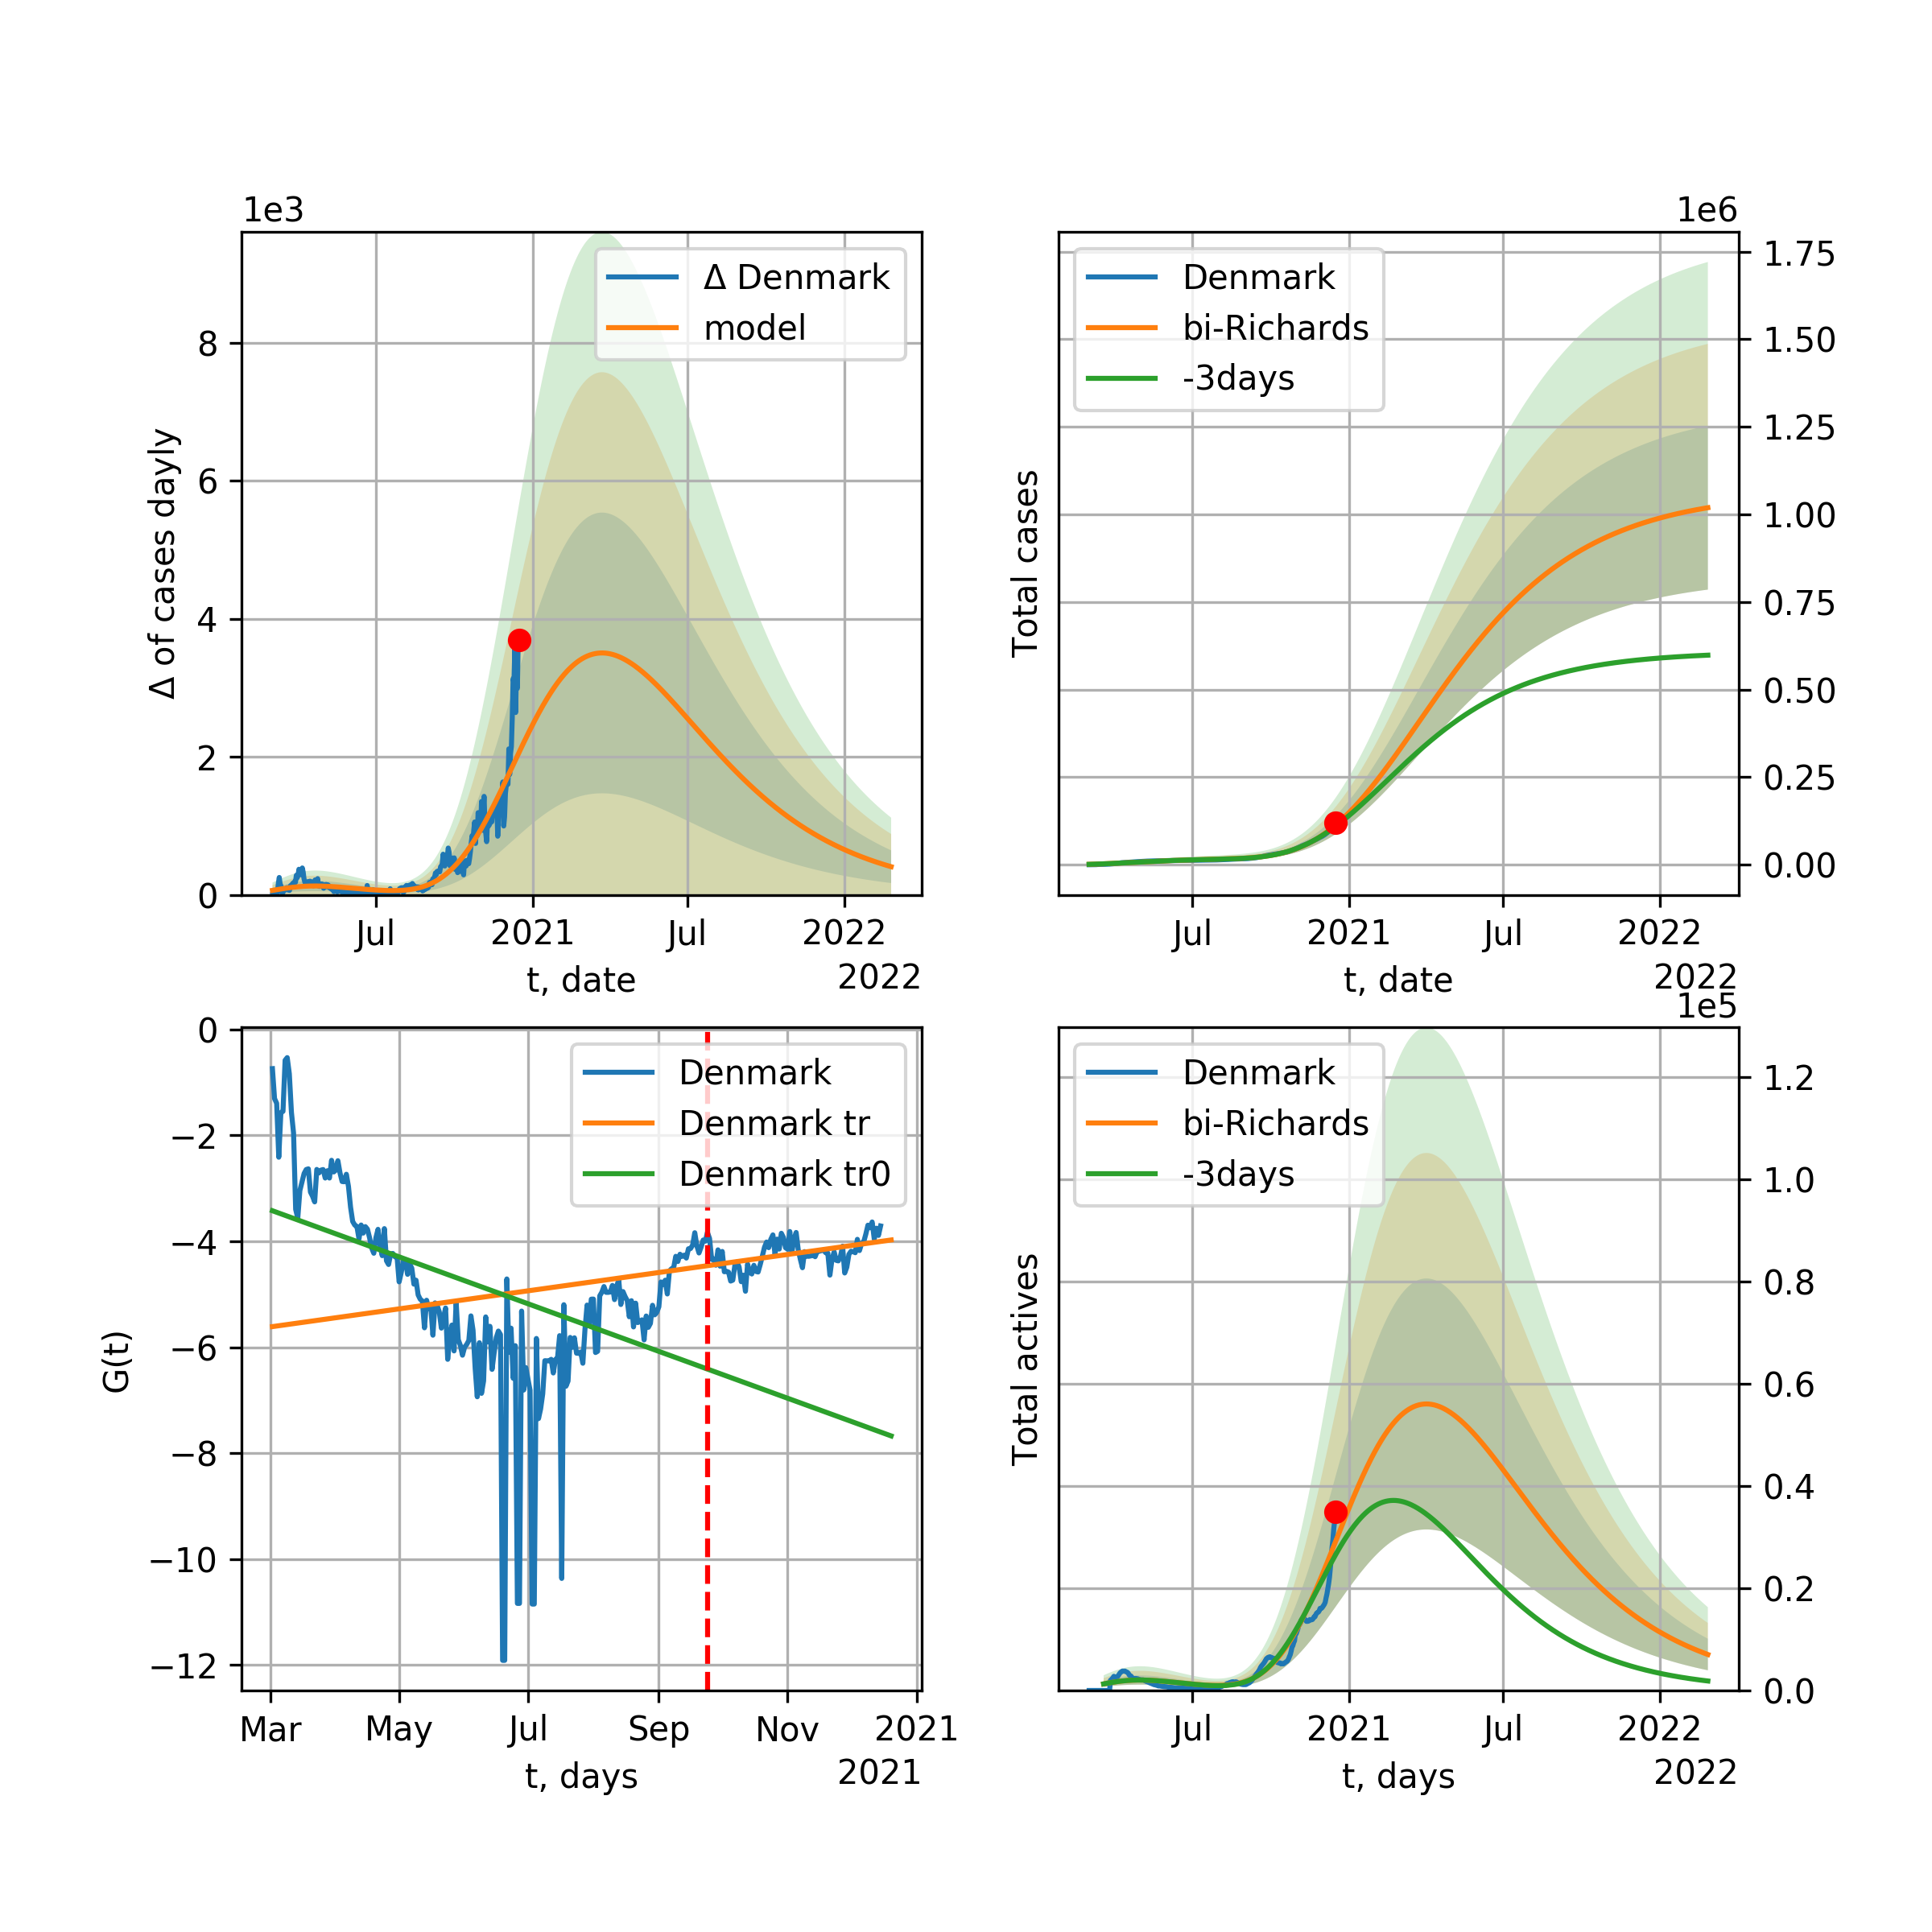 1e3
Δ Denmark
model
8
6
4
2
0
Δ of cases dayly
Jul
2021
Jul
2022
t, date
2022
1e6
Denmark
bi-Richards
-3days
1.75
1.50
1.25
1.00
0.75
0.50
0.25
0.00
Total cases
Jul
2021
Jul
2022
t, date
2022
Denmark
Denmark tr
Denmark tr0
0
−2
−4
−6
−8
−10
−12
G(t)
Mar
May
Jul
Sep
Nov
2021
t, days
2021
1e5
Denmark
bi-Richards
-3days
1.2
1.0
0.8
0.6
0.4
0.2
0.0
Total actives
Jul
2021
Jul
2022
t, days
2022